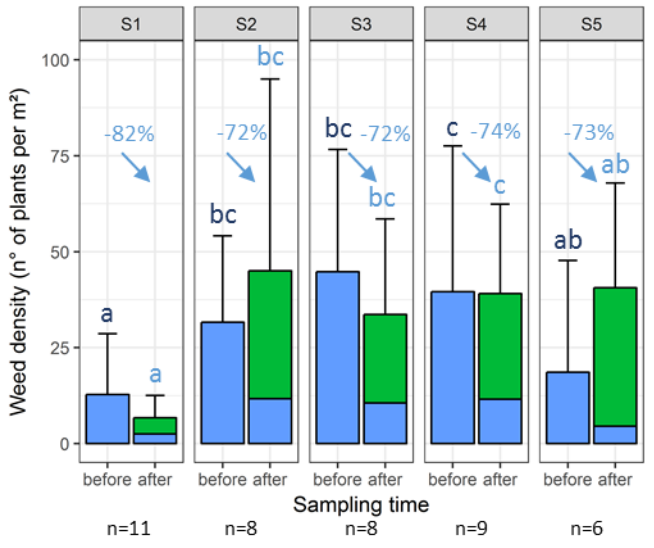 S1 S2 S3 S4 S5
Weed density (n° of plants per m²)
100
75
50
25
0
-82% -72% -72% -74% -73%
a a bc bc bc bc c c ab ab
before after before after before after before after before after
Sampling time
n=11 n=8 n=8 n=9 n=6